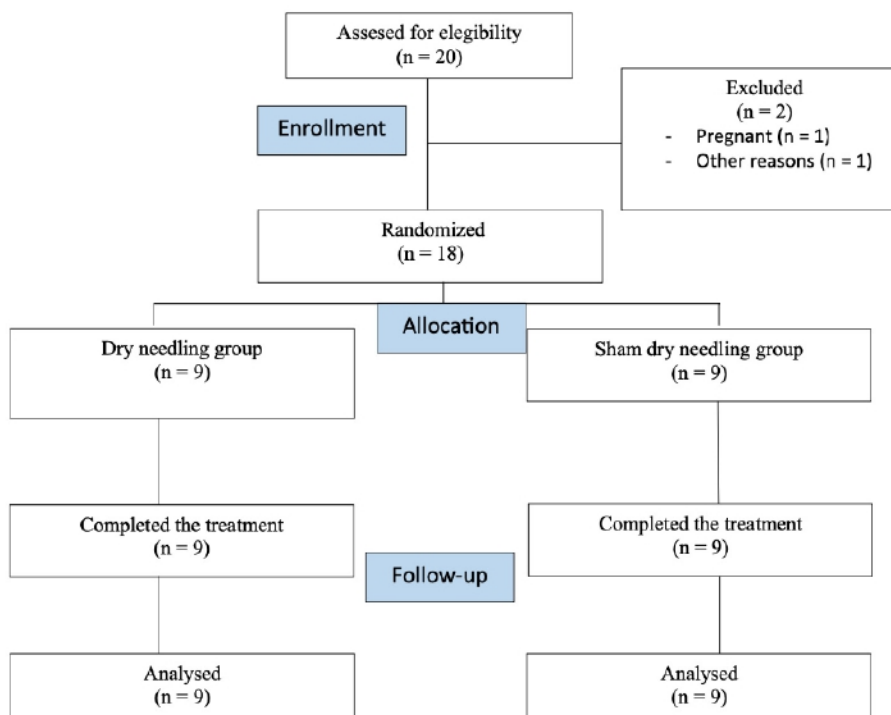 Assesed for elegibility
(n = 20)
Excluded
(n = 2)
- Pregnant (n = 1)
- Other reasons (n = 1)
Enrollment
Randomized
(n = 18)
Allocation
Dry needling group
(n = 9)
Sham dry needling group
(n = 9)
Completed the treatment
(n = 9)
Completed the treatment
(n = 9)
Follow-up
Analysed
(n = 9)
Analysed
(n = 9)